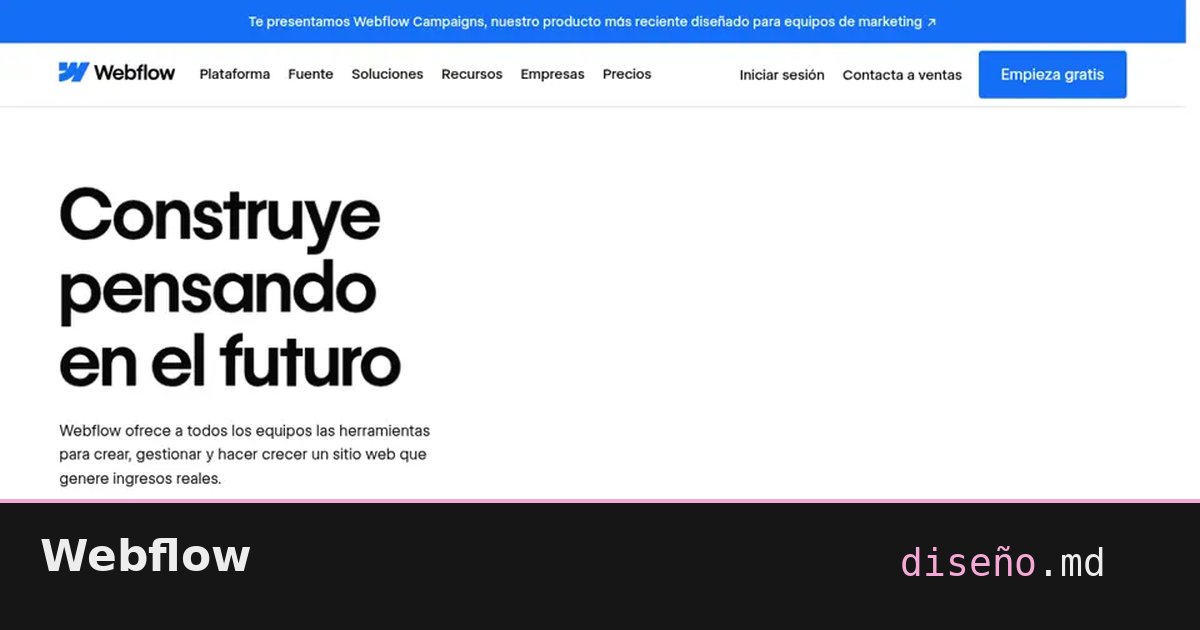 Te presentamos Webflow Campaigns, nuestro producto más reciente diseñado para equipos de marketing ↗
Webflow Plataforma Fuente Soluciones Recursos Empresas Precios Iniciar sesión Contacta a ventas Empieza gratis
Construye
pensando
en el futuro
Webflow ofrece a todos los equipos las herramientas
para crear, gestionar y hacer crecer un sitio web que
genere ingresos reales.
Webflow
diseño.md